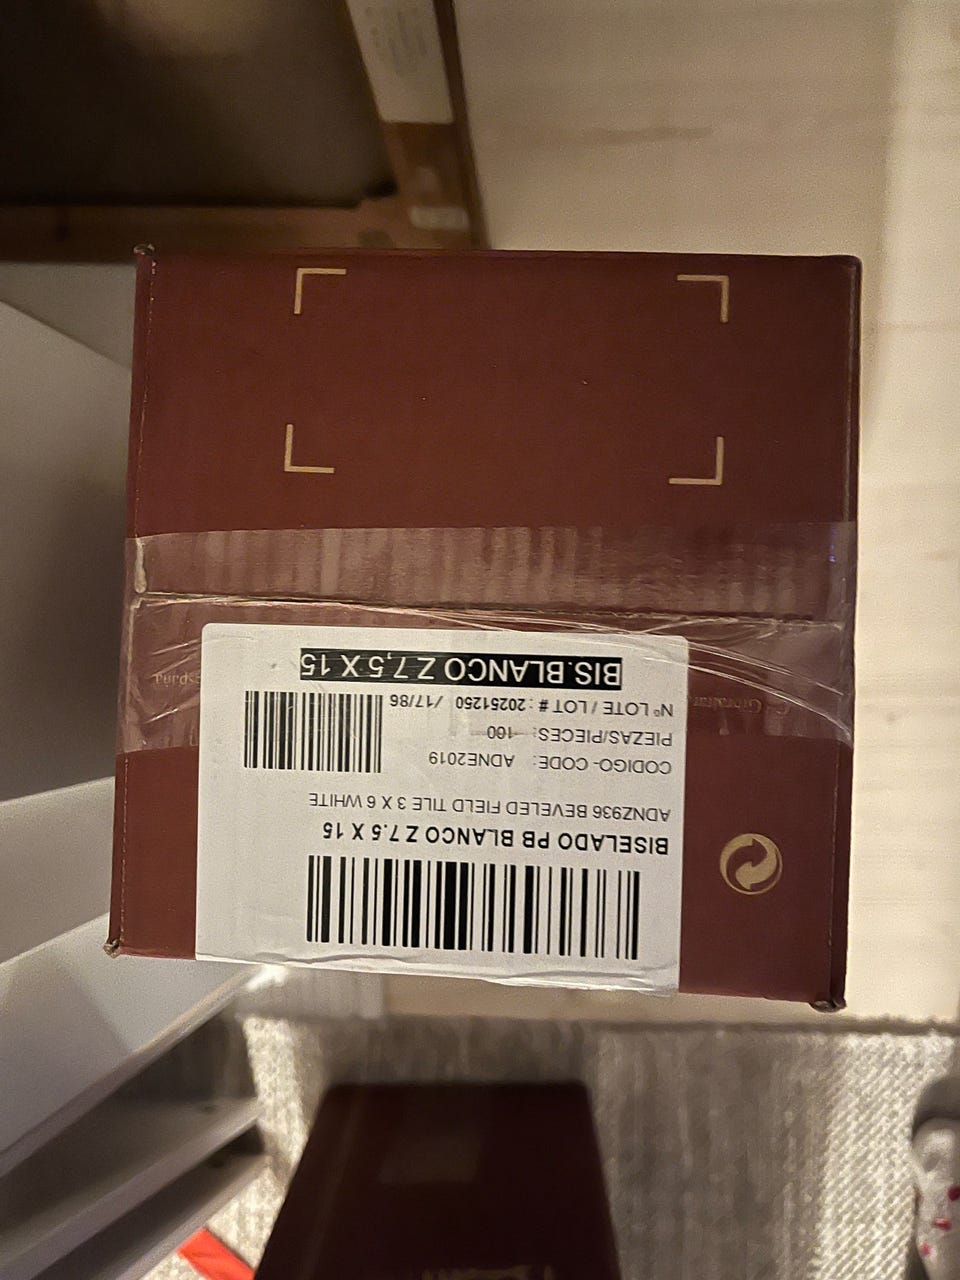 BISELADO PB BLANCO Z 7.5 X 15
ADNZ936 BEVELED FIELD TILE 3 X 6 WHITE
CODIGO- CODE: ADNE2019
PIEZAS/PIECES: 160
Nº LOTE / LOT # : 20251250 /17/86
BIS.BLANCO Z 7,5 X 15